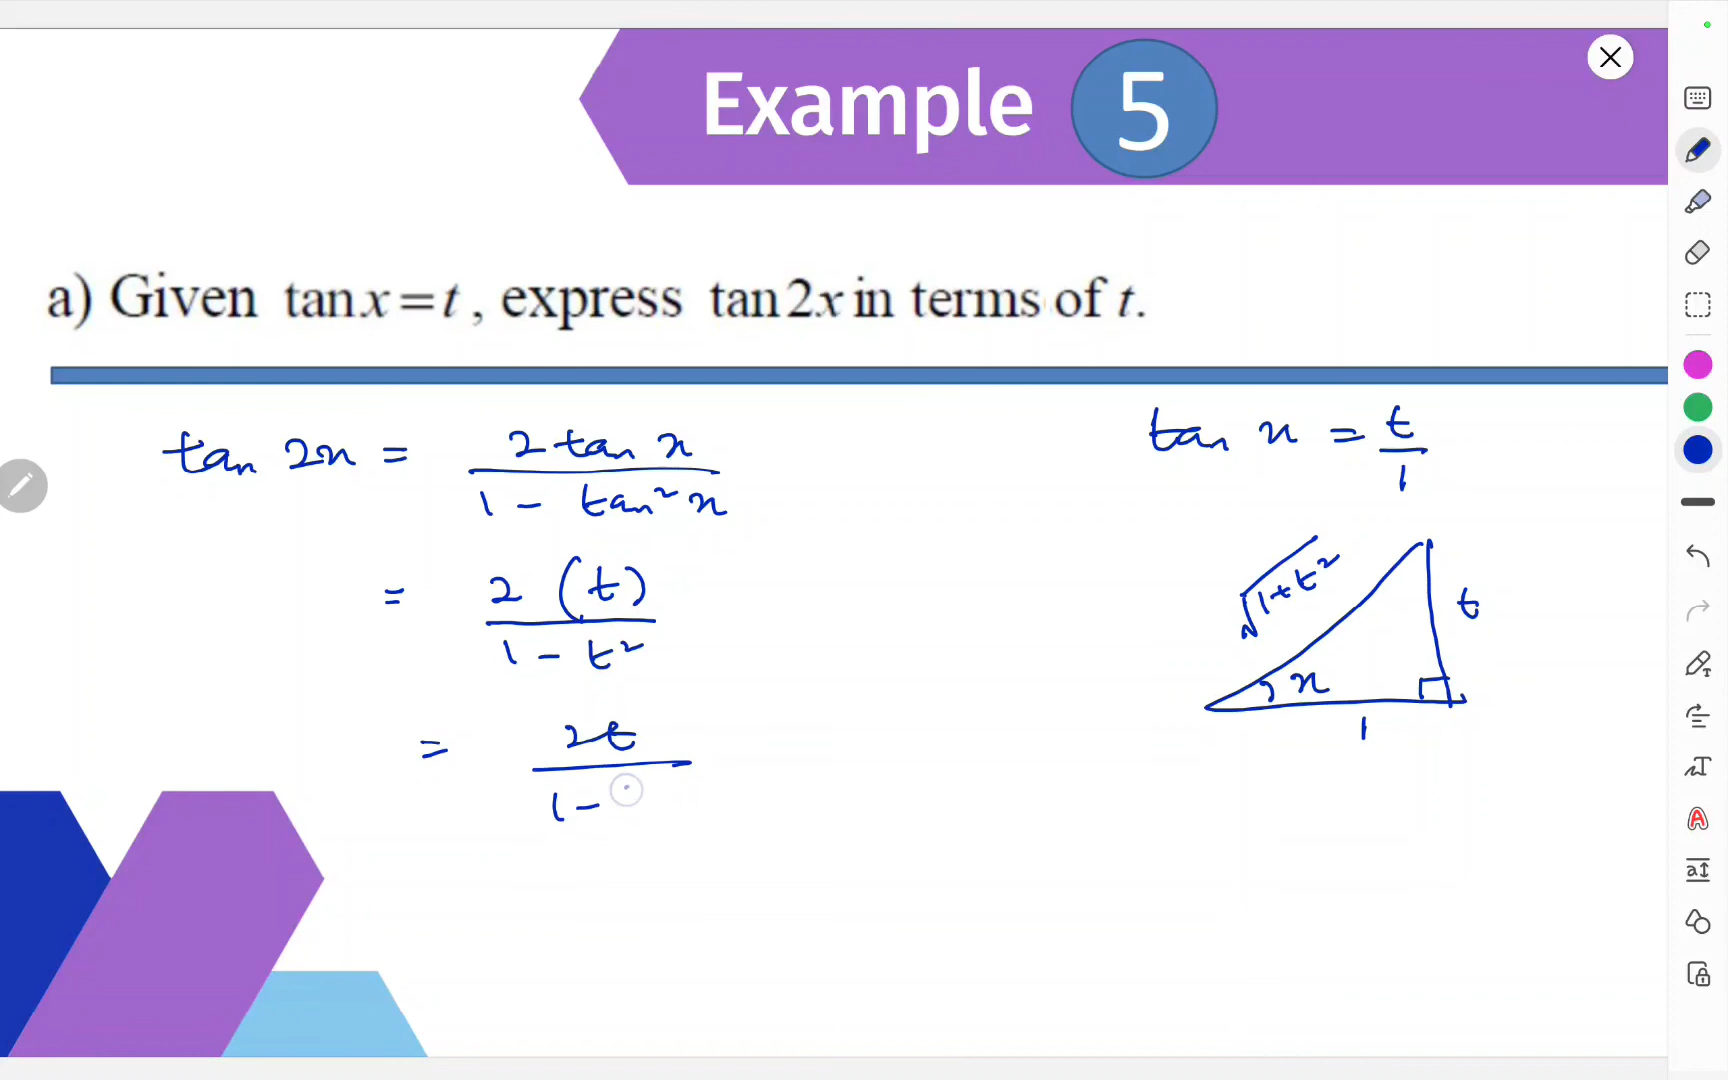 Example 5
a) Given tan x = t , express tan 2x in terms of t.
tan 2x = 2 tan x / 1 - tan² x
= 2 (t) / 1 - t²
= 2t / 1 -
tan x = t / 1
√1+t²
t
x
1